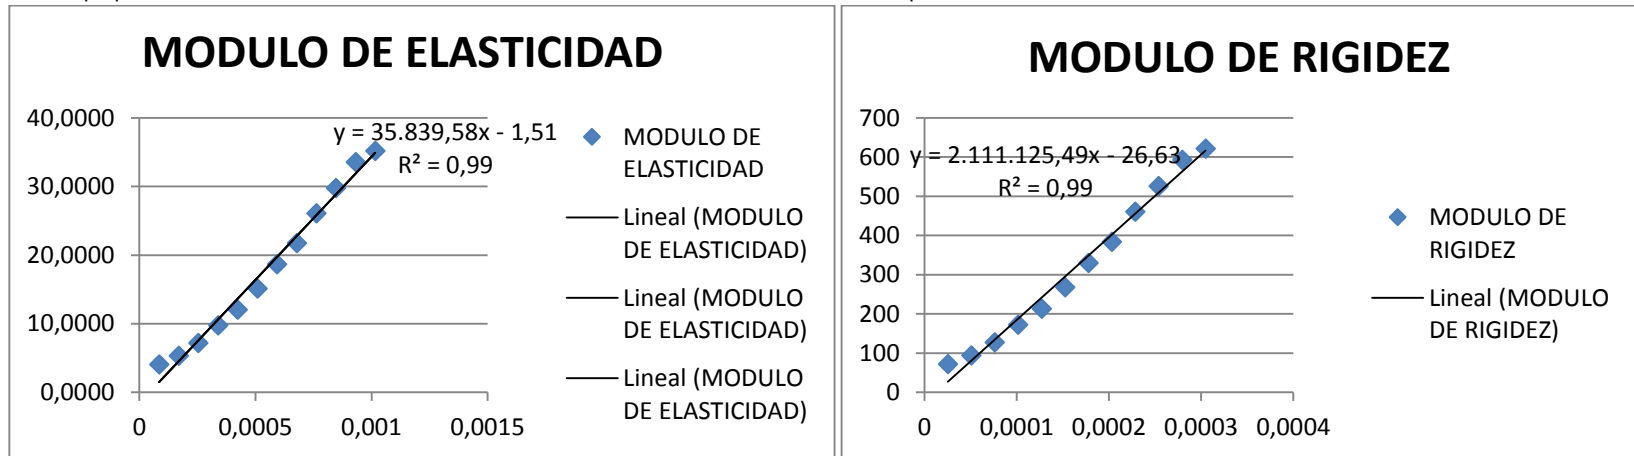 MODULO DE ELASTICIDAD
40,0000
30,0000
20,0000
10,0000
0,0000
0
0,0005
0,001
0,0015
y = 35.839,58x - 1,51
R² = 0,99
MODULO DE
ELASTICIDAD
Lineal (MODULO
DE ELASTICIDAD)
Lineal (MODULO
DE ELASTICIDAD)
Lineal (MODULO
DE ELASTICIDAD)
MODULO DE RIGIDEZ
700
600
500
400
300
200
100
0
0
0,0001
0,0002
0,0003
0,0004
y = 2.111.125,49x - 26,63
R² = 0,99
MODULO DE
RIGIDEZ
Lineal (MODULO
DE RIGIDEZ)